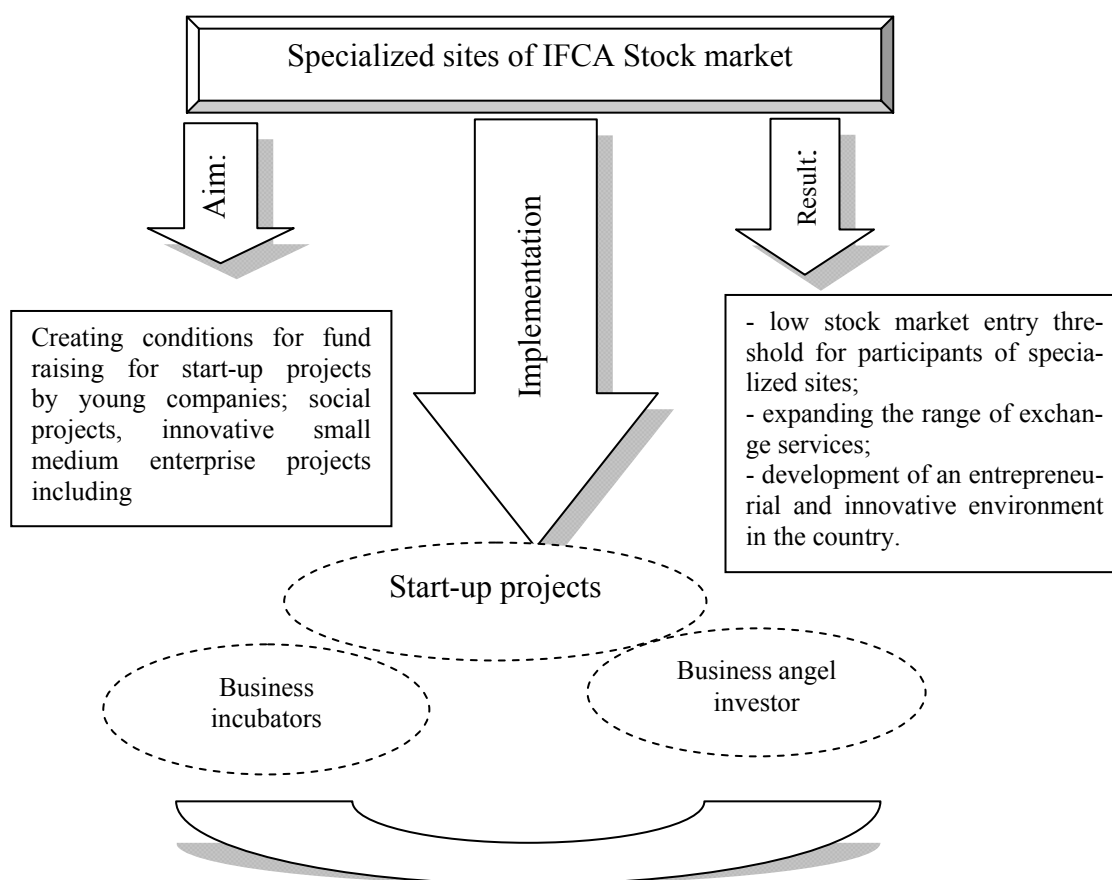 Specialized sites of IFCA Stock market
Aim:
Implementation
Result:
Creating conditions for fund
raising for start-up projects
by young companies; social
projects, innovative small
medium enterprise projects
including
- low stock market entry thre-
shold for participants of specia-
lized sites;
- expanding the range of exchan-
ge services;
- development of an entrepreneu-
rial and innovative environment
in the country.
Start-up projects
Business
incubators
Business angel
investor